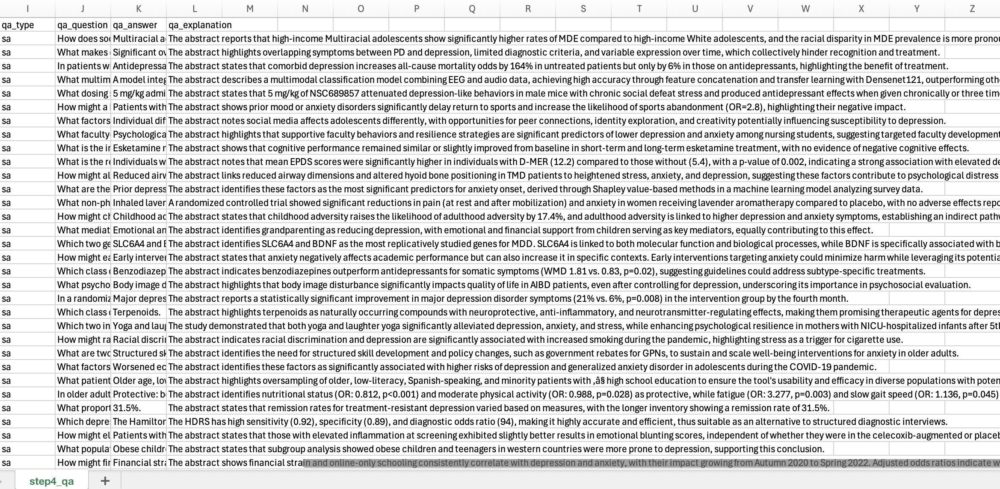 I J K L M N O P Q R S T U V W X Y Z
qa_type qa_question qa_answer qa_explanation
sa How does soc Multiracial a The abstract reports that high-income Multiracial adolescents show significantly higher rates of MDE compared to high-income White adolescents, and the racial disparity in MDE prevalence is more pronou
sa What makes Significant ov The abstract highlights overlapping symptoms between PD and depression, limited diagnostic criteria, and variable expression over time, which collectively hinder recognition and treatment.
sa In patients wi Antidepressa The abstract states that comorbid depression increases all-cause mortality odds by 164% in untreated patients but only by 6% in those on antidepressants, highlighting the benefit of treatment.
sa What multim A model integ The abstract describes a multimodal classification model combining EEG and audio data, achieving high accuracy through feature concatenation and transfer learning with Densenet121, outperforming oth
sa What dosing 5 mg/kg admi The abstract states that 5 mg/kg of NSC689857 attenuated depression-like behaviors in male mice with chronic social defeat stress and produced antidepressant effects when given chronically or three tim
sa How might a Patients with The abstract shows prior mood or anxiety disorders significantly delay return to sports and increase the likelihood of sports abandonment (OR=2.8), highlighting their negative impact.
sa What factors Individual dif The abstract notes social media affects adolescents differently, with opportunities for peer connections, identity exploration, and creativity potentially influencing susceptibility to depression.
sa What faculty- Psychologica The abstract highlights that supportive faculty behaviors and resilience strategies are significant predictors of lower depression and anxiety among nursing students, suggesting targeted faculty development
sa What is the ir Esketamine r The abstract shows that cognitive performance remained similar or slightly improved from baseline in short-term and long-term esketamine treatment, with no evidence of negative cognitive effects.
sa What is the re Individuals w The abstract notes that mean EPDS scores were significantly higher in individuals with D-MER (12.2) compared to those without (5.4), with a p-value of 0.002, indicating a strong association with elevated de
sa How might al Reduced airw The abstract links reduced airway dimensions and altered hyoid bone positioning in TMD patients to heightened stress, anxiety, and depression, suggesting these factors contribute to psychological distress
sa What are the Prior depress The abstract identifies these factors as the most significant predictors for anxiety onset, derived through Shapley value-based methods in a machine learning model analyzing survey data.
sa What non-ph Inhaled laver A randomized controlled trial showed significant reductions in pain (at rest and after mobilization) and anxiety in women receiving lavender aromatherapy compared to placebo, with no adverse effects repo
sa How might ch Childhood ad The abstract states that childhood adversity raises the likelihood of adulthood adversity by 17.4%, and adulthood adversity is linked to higher depression and anxiety symptoms, establishing an indirect pathw
sa What mediat Emotional an The abstract identifies grandparenting as reducing depression, with emotional and financial support from children serving as key mediators, equally contributing to this effect.
sa Which two ge SLC6A4 and B The abstract identifies SLC6A4 and BDNF as the most replicatively studied genes for MDD. SLC6A4 is linked to both molecular function and biological processes, while BDNF is specifically associated with b
sa How might ea Early interver The abstract states that anxiety negatively affects academic performance but can also increase it in specific contexts. Early interventions targeting anxiety could minimize harm while leveraging its potentia
sa Which class Benzodiazep The abstract indicates benzodiazepines outperform antidepressants for somatic symptoms (WMD 1.81 vs. 0.83, p=0.02), suggesting guidelines could address subtype-specific treatments.
sa What psycho Body image d The abstract highlights that body image disturbance significantly impacts quality of life in AIBD patients, even after controlling for depression, underscoring its importance in psychosocial evaluation.
sa In a randomiz Major depres The abstract reports a statistically significant improvement in major depression disorder symptoms (21% vs. 6%, p=0.008) in the intervention group by the fourth month.
sa Which class Terpenoids. The abstract highlights terpenoids as naturally occurring compounds with neuroprotective, anti-inflammatory, and neurotransmitter-regulating effects, making them promising therapeutic agents for depres
sa Which two in Yoga and laug The study demonstrated that both yoga and laughter yoga significantly alleviated depression, anxiety, and stress, while enhancing psychological resilience in mothers with NICU-hospitalized infants after 5th
sa How might ra Racial discrir The abstract indicates racial discrimination and depression are significantly associated with increased smoking during the pandemic, highlighting stress as a trigger for cigarette use.
sa What are two Structured sk The abstract identifies the need for structured skill development and policy changes, such as government rebates for GPNs, to sustain and scale well-being interventions for anxiety in older adults.
sa What factors Worsened ec The abstract identifies these factors as significantly associated with higher risks of depression and generalized anxiety disorder in adolescents during the COVID-19 pandemic.
sa What patient Older age, lov The abstract highlights oversampling of older, low-literacy, Spanish-speaking, and minority patients with ‚â§ high school education to ensure the tool's usability and efficacy in diverse populations with poten
sa In older adult Protective: b The abstract identifies nutritional status (OR: 0.812, p<0.001) and moderate physical activity (OR: 0.988, p=0.028) as protective, while fatigue (OR: 3.277, p=0.003) and slow gait speed (OR: 1.136, p=0.045)
sa What propor 31.5%. The abstract states that remission rates for treatment-resistant depression varied based on measures, with the longer inventory showing a remission rate of 31.5%.
sa Which depre The Hamilton The HDRS has high sensitivity (0.92), specificity (0.89), and diagnostic odds ratio (94), making it highly accurate and efficient, thus suitable as an alternative to structured diagnostic interviews.
sa How might el Patients with The abstract states that those with elevated inflammation at screening exhibited slightly better results in emotional blunting scores, independent of whether they were in the celecoxib-augmented or placeb
sa What popula Obese childr The abstract states that subgroup analysis showed obese children and teenagers in western countries were more prone to depression, supporting this conclusion.
sa How might fir Financial stra The abstract shows financial strain and online-only schooling consistently correlate with depression and anxiety, with their impact growing from Autumn 2020 to Spring 2022. Adjusted odds ratios indicate w
step4_qa +